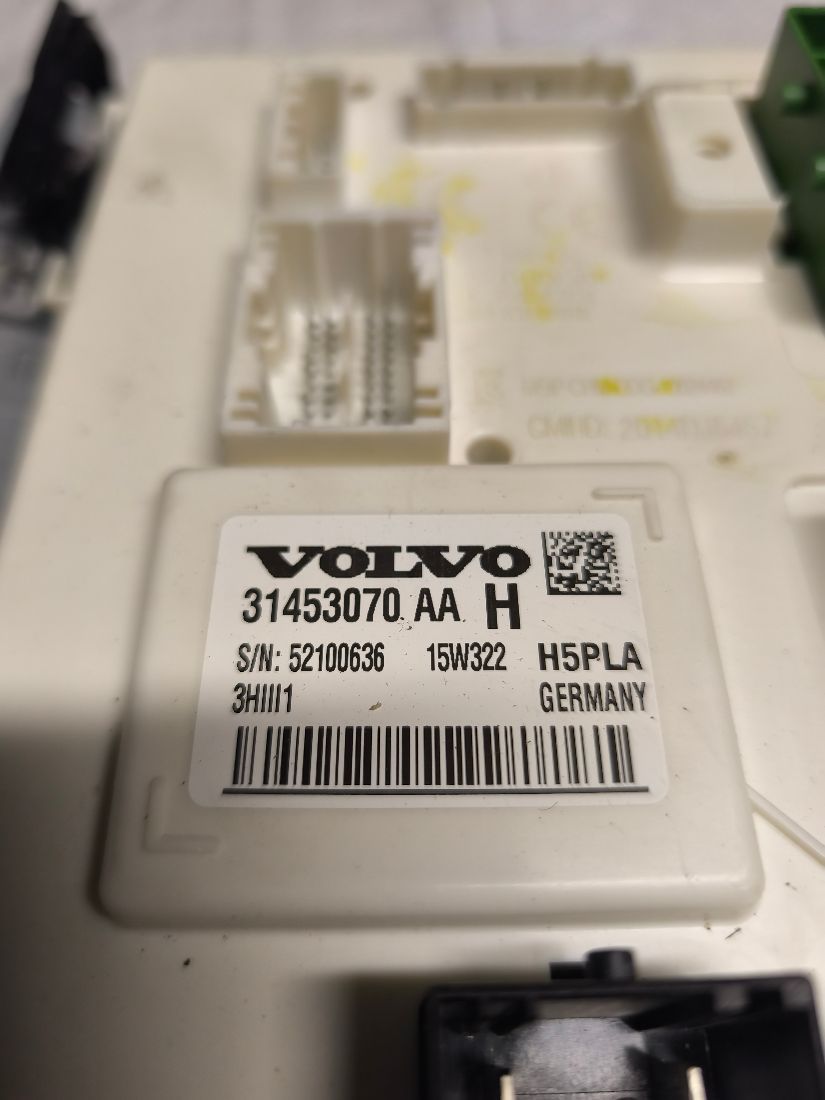 VOLVO
31453070 AA H
S/N: 52100636 15W322 H5PLA
3HIII1 GERMANY